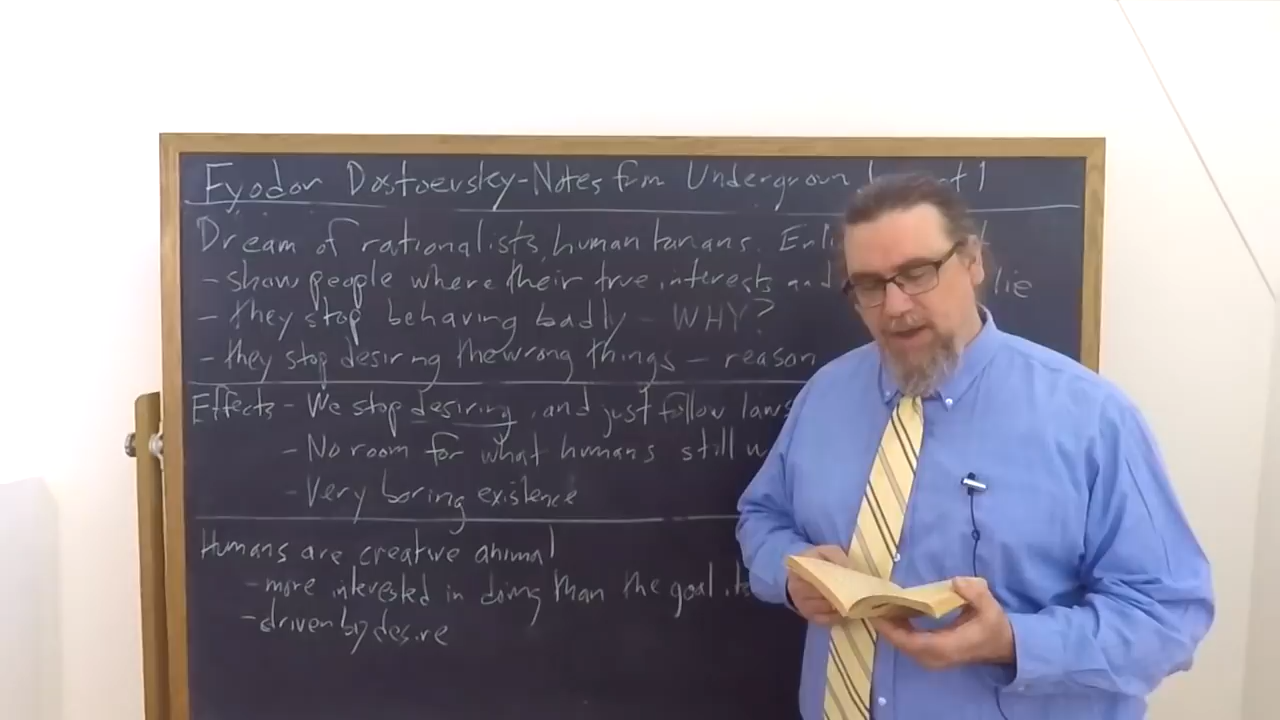 Fyodor Dostoevsky - Notes from Undergroun 1
Dream of rationalists, humanitarians,
- show people where their true interests and lie
- they stop behaving badly - WHY?
- they stop desiring the wrong things - reason
Effects - We stop desiring, and just follow laws
- No room for what humans still
- Very boring existence
Humans are creative animal
- more interested in doing than the goal
- driven by desire